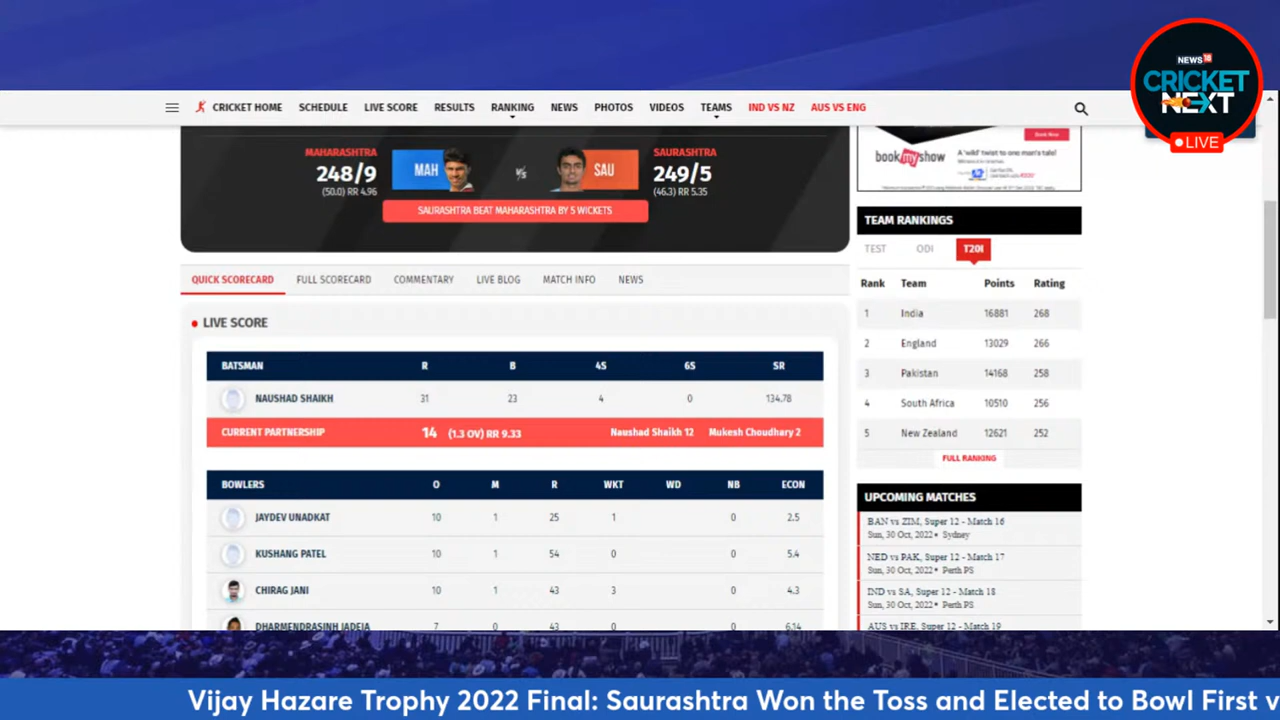 NEWS18
CRICKET
NEXT
LIVE
CRICKET HOME SCHEDULE LIVE SCORE RESULTS RANKING NEWS PHOTOS VIDEOS TEAMS IND VS NZ AUS VS ENG
MAHARASHTRA
248/9
(50.0) RR 4.96
MAH
VS
SAU
SAURASHTRA
249/5
(46.3) RR 5.35
SAURASHTRA BEAT MAHARASHTRA BY 5 WICKETS
Book Now
bookmyshow
A 'wild' twist to one man's tale!
QUICK SCORECARD FULL SCORECARD COMMENTARY LIVE BLOG MATCH INFO NEWS
LIVE SCORE
BATSMAN R B 4S 6S SR
NAUSHAD SHAIKH 31 23 4 0 134.78
CURRENT PARTNERSHIP 14 (1.3 OV) RR 9.33 Naushad Shaikh 12 Mukesh Choudhary 2
BOWLERS O M R WKT WD NB ECON
JAYDEV UNADKAT 10 1 25 1 0 2.5
KUSHANG PATEL 10 1 54 0 0 5.4
CHIRAG JANI 10 1 43 3 0 4.3
DHARMENDRASINH JADEJA 7 0 43 0 0 6.14
TEAM RANKINGS
TEST ODI T20I
Rank Team Points Rating
1 India 16881 268
2 England 13029 266
3 Pakistan 14168 258
4 South Africa 10510 256
5 New Zealand 12621 252
FULL RANKING
UPCOMING MATCHES
BAN vs ZIM, Super 12 - Match 16
Sun, 30 Oct, 2022• Sydney
NED vs PAK, Super 12 - Match 17
Sun, 30 Oct, 2022• Perth PS
IND vs SA, Super 12 - Match 18
Sun, 30 Oct, 2022• Perth PS
AUS vs IRE, Super 12 - Match 19
Vijay Hazare Trophy 2022 Final: Saurashtra Won the Toss and Elected to Bowl First v